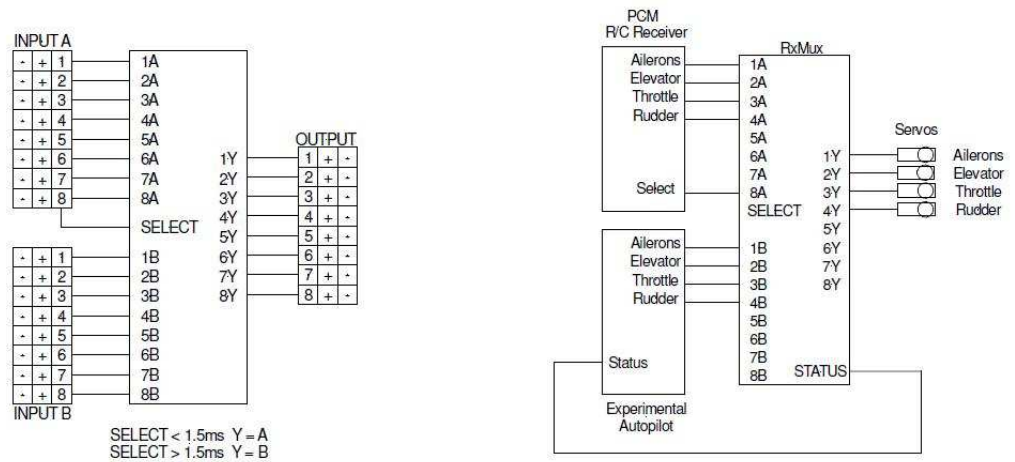 INPUT A
- + 1 1A
- + 2 2A
- + 3 3A
- + 4 4A
- + 5 5A
- + 6 6A
- + 7 7A
- + 8 8A
SELECT
- + 1 1B
- + 2 2B
- + 3 3B
- + 4 4B
- + 5 5B
- + 6 6B
- + 7 7B
- + 8 8B
INPUT B
OUTPUT
1Y 1 + -
2Y 2 + -
3Y 3 + -
4Y 4 + -
5Y 5 + -
6Y 6 + -
7Y 7 + -
8Y 8 + -
SELECT < 1.5ms Y = A
SELECT > 1.5ms Y = B
PCM
R/C Receiver
Ailerons
Elevator
Throttle
Rudder
Select
RxMux
1A
2A
3A
4A
5A
6A
7A
8A
SELECT
1B
2B
3B
4B
5B
6B
7B
8B
1Y
2Y
3Y
4Y
5Y
6Y
7Y
8Y
STATUS
Servos
Ailerons
Elevator
Throttle
Rudder
Ailerons
Elevator
Throttle
Rudder
Status
Experimental
Autopilot